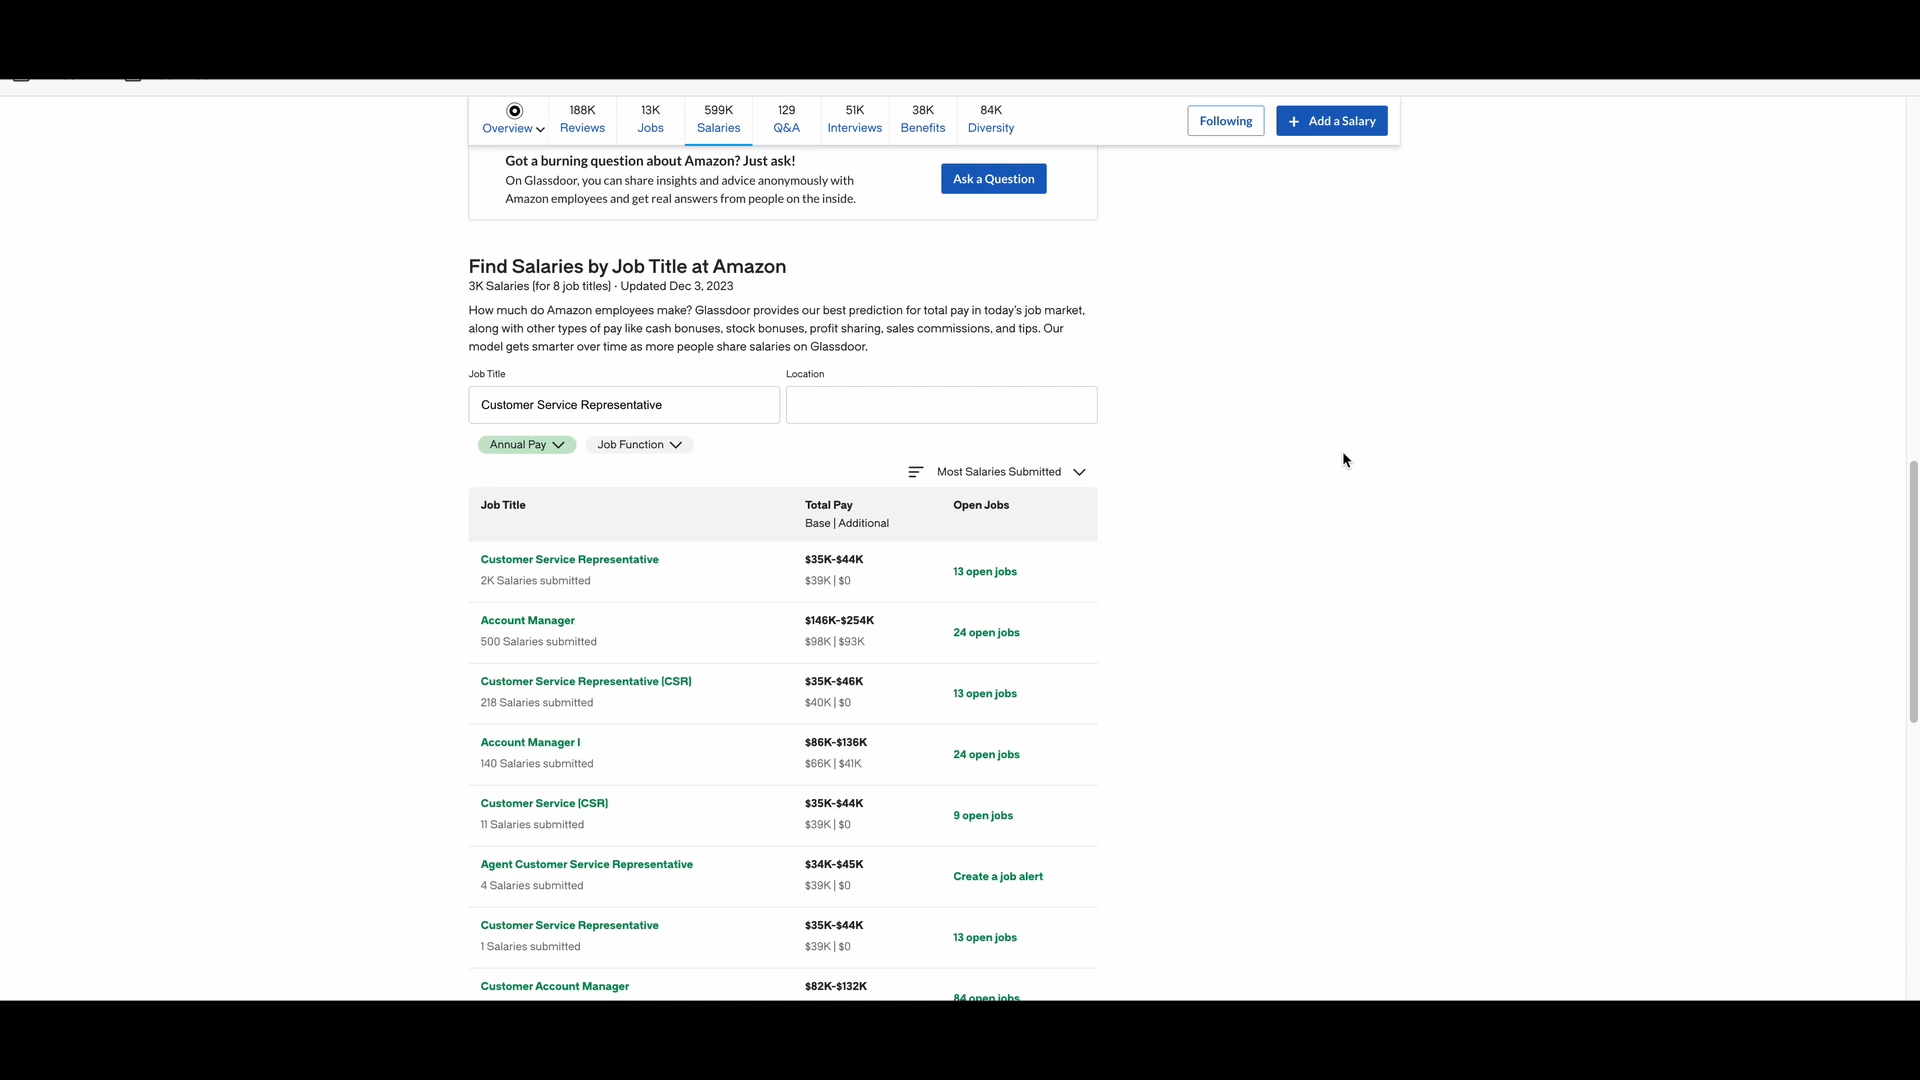 188K
13K
599K
129
51K
38K
84K
Overview
Reviews
Jobs
Salaries
Q&A
Interviews
Benefits
Diversity
Following
+ Add a Salary
Got a burning question about Amazon? Just ask!
On Glassdoor, you can share insights and advice anonymously with
Amazon employees and get real answers from people on the inside.
Ask a Question
Find Salaries by Job Title at Amazon
3K Salaries (for 8 job titles) · Updated Dec 3, 2023
How much do Amazon employees make? Glassdoor provides our best prediction for total pay in today's job market,
along with other types of pay like cash bonuses, stock bonuses, profit sharing, sales commissions, and tips. Our
model gets smarter over time as more people share salaries on Glassdoor.
Job Title
Location
Customer Service Representative
Annual Pay
Job Function
Most Salaries Submitted
Job Title
Total Pay
Open Jobs
Base | Additional
Customer Service Representative
$35K-$44K
13 open jobs
2K Salaries submitted
$39K | $0
Account Manager
$146K-$254K
24 open jobs
500 Salaries submitted
$98K | $93K
Customer Service Representative (CSR)
$35K-$46K
13 open jobs
218 Salaries submitted
$40K | $0
Account Manager I
$86K-$136K
24 open jobs
140 Salaries submitted
$66K | $41K
Customer Service (CSR)
$35K-$44K
9 open jobs
11 Salaries submitted
$39K | $0
Agent Customer Service Representative
$34K-$45K
Create a job alert
4 Salaries submitted
$39K | $0
Customer Service Representative
$35K-$44K
13 open jobs
1 Salaries submitted
$39K | $0
Customer Account Manager
$82K-$132K
84 open jobs